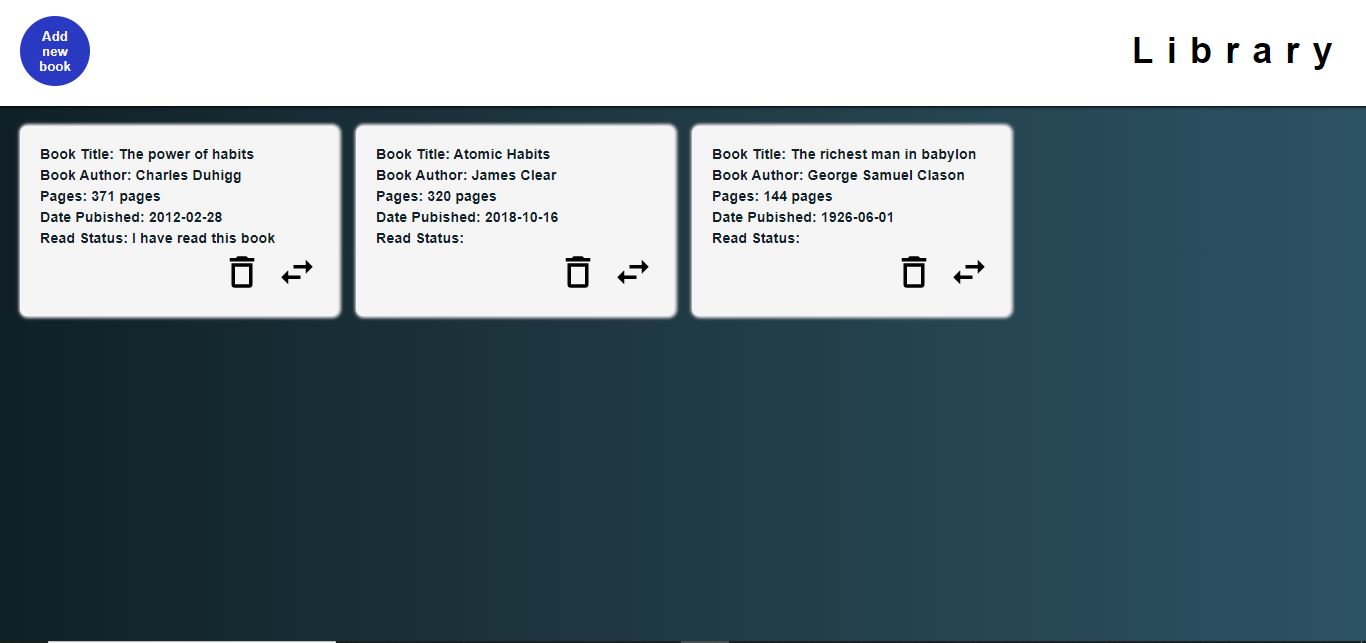 Add
new
book
Library
Book Title: The power of habits
Book Author: Charles Duhigg
Pages: 371 pages
Date Pubished: 2012-02-28
Read Status: I have read this book
Book Title: Atomic Habits
Book Author: James Clear
Pages: 320 pages
Date Pubished: 2018-10-16
Read Status:
Book Title: The richest man in babylon
Book Author: George Samuel Clason
Pages: 144 pages
Date Pubished: 1926-06-01
Read Status: